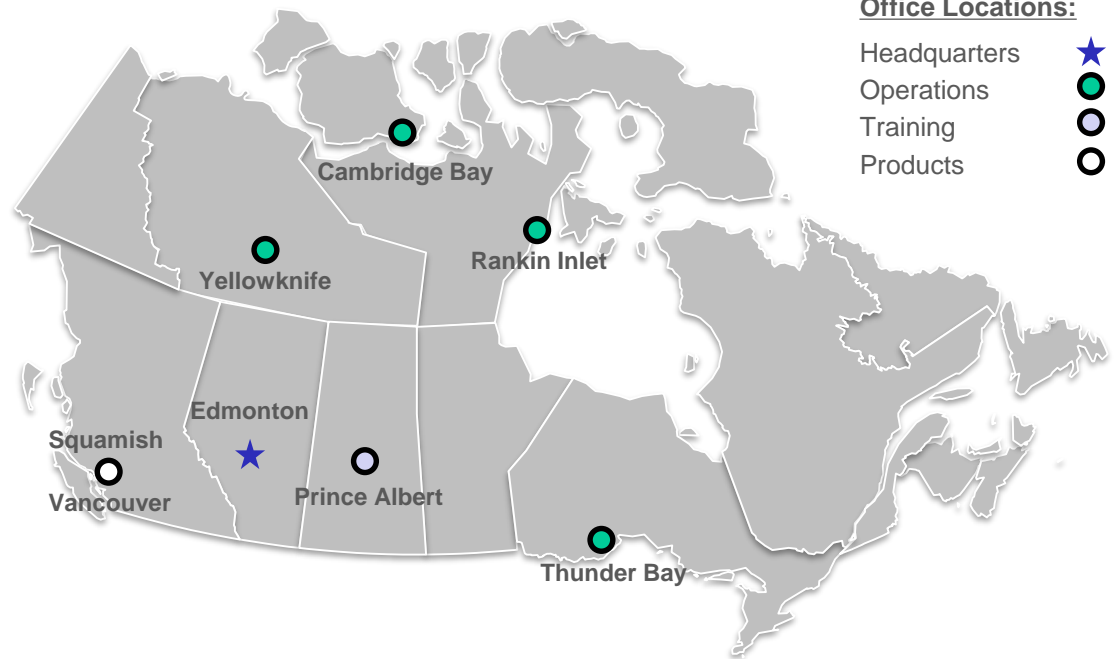 Office Locations:
Headquarters
Operations
Training
Products
Cambridge Bay
Rankin Inlet
Yellowknife
Edmonton
Squamish
Vancouver
Prince Albert
Thunder Bay